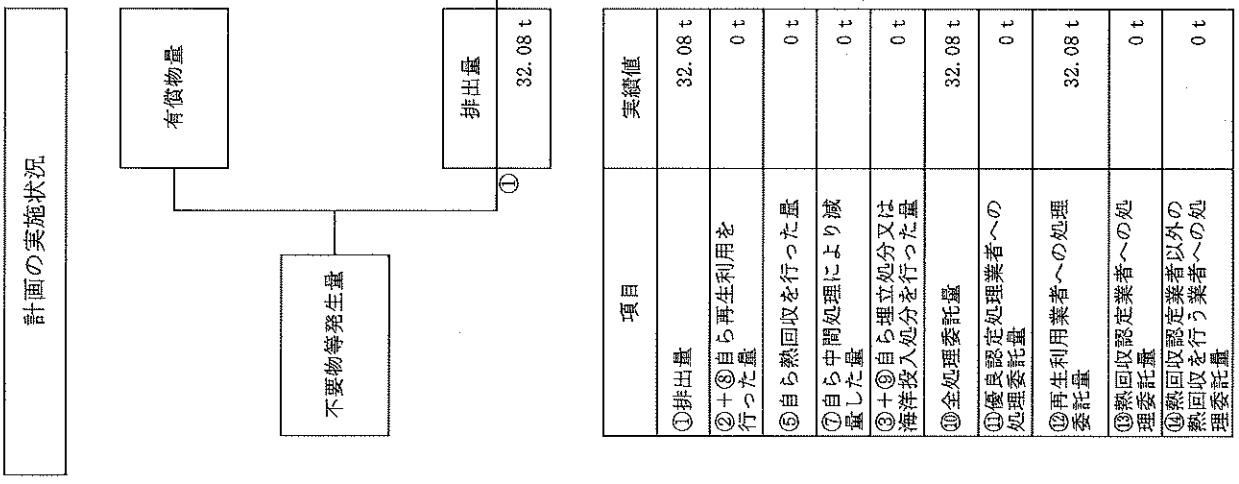 計画の実施状況
有償物量
不要物等発生量
排出量
①
32.08 t
項目
実績値
①排出量
32.08 t
②+⑧自ら再生利用を
行った量
0 t
⑤自ら熱回収を行った量
0 t
⑦自ら中間処理により減
量した量
0 t
③+⑨自ら埋立処分又は
海洋投入処分を行った量
0 t
⑩全処理委託量
32.08 t
⑪優良認定処理業者への
処理委託量
0 t
⑫再生利用業者への処理
委託量
32.08 t
⑬熱回収認定業者への処
理委託量
0 t
⑭熱回収認定業者以外の
熱回収を行う業者への処
理委託量
0 t